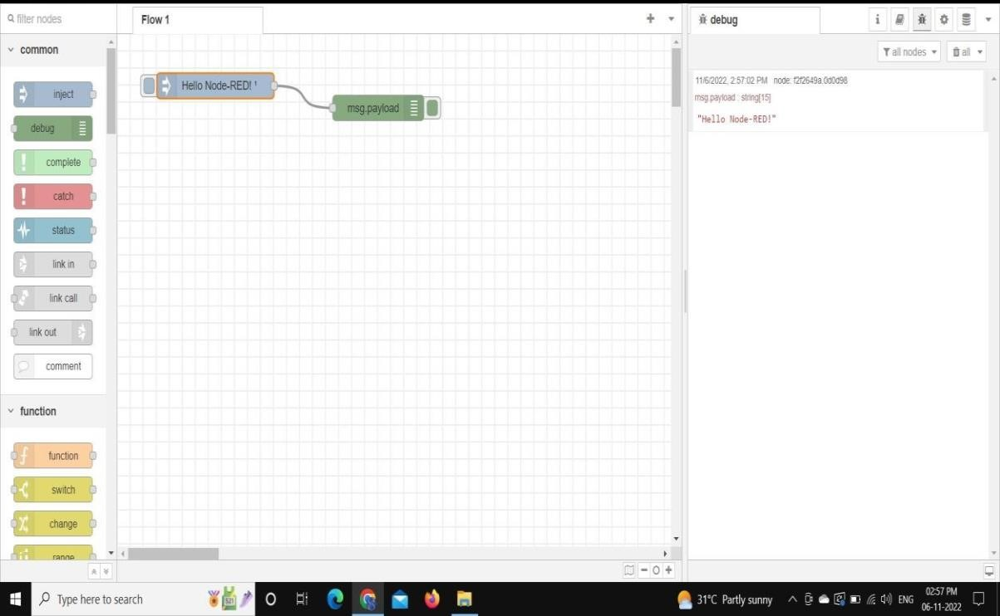 filter nodes
Flow 1
debug
all nodes
all
common
inject
debug
complete
catch
status
link in
link call
link out
comment
function
function
switch
change
range
Hello Node-RED! ¹
msg.payload
11/6/2022, 2:57:02 PM node: f2f2649a.0d0d98
msg.payload : string[15]
"Hello Node-RED!"
Type here to search
521
31°C Partly sunny
ENG
02:57 PM
06-11-2022